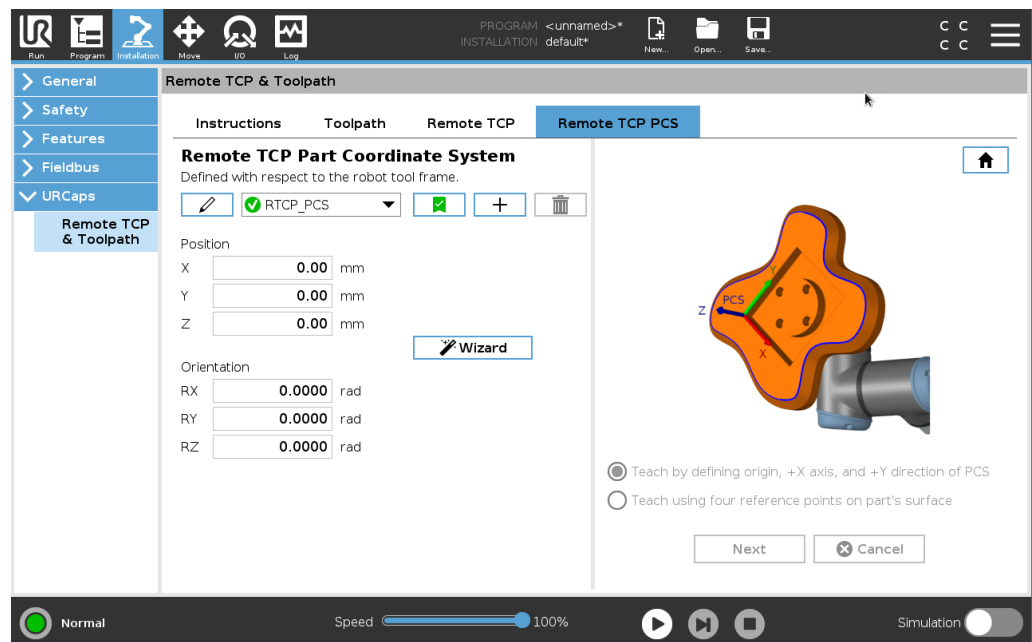 PROGRAM <unnamed>*
INSTALLATION default*
UR
Run
Program
Installation
Move
I/O
Log
New...
Open...
Save...
C C
C C
General
Safety
Features
Fieldbus
URCaps
Remote TCP
& Toolpath
Remote TCP & Toolpath
Instructions
Toolpath
Remote TCP
Remote TCP PCS
Remote TCP Part Coordinate System
Defined with respect to the robot tool frame.
RTCP_PCS
Position
X 0.00 mm
Y 0.00 mm
Z 0.00 mm
Wizard
Orientation
RX 0.0000 rad
RY 0.0000 rad
RZ 0.0000 rad
Y
PCS
Z
X
Teach by defining origin, +X axis, and +Y direction of PCS
Teach using four reference points on part's surface
Next
Cancel
Normal
Speed
100%
Simulation